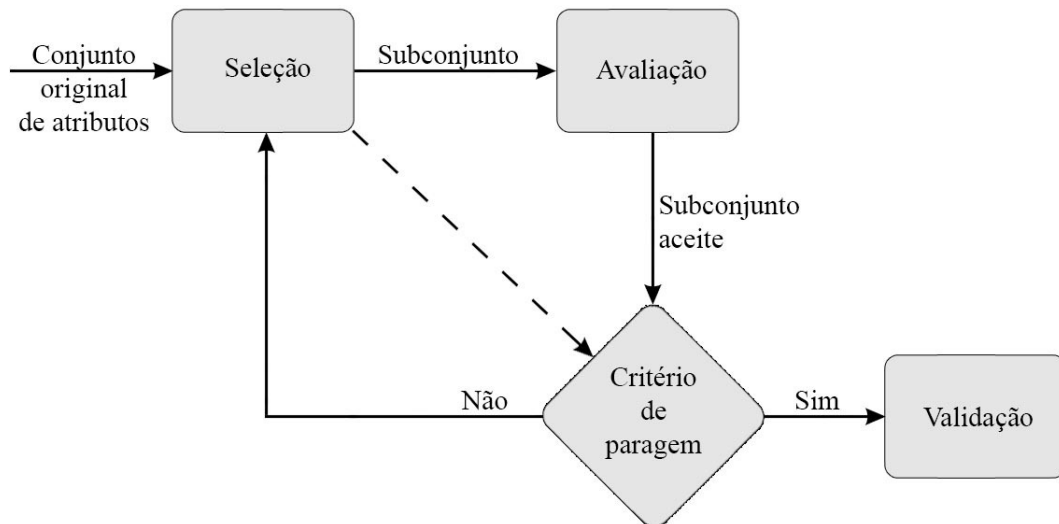 Conjunto
original
de atributos
Seleção
Subconjunto
Avaliação
Subconjunto
aceite
Critério
de
paragem
Não
Sim
Validação